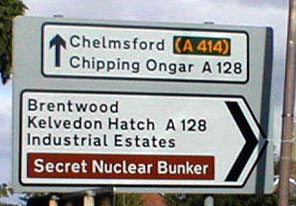 Chelmsford (A 414)
Chipping Ongar A 128
Brentwood
Kelvedon Hatch A 128
Industrial Estates
Secret Nuclear Bunker